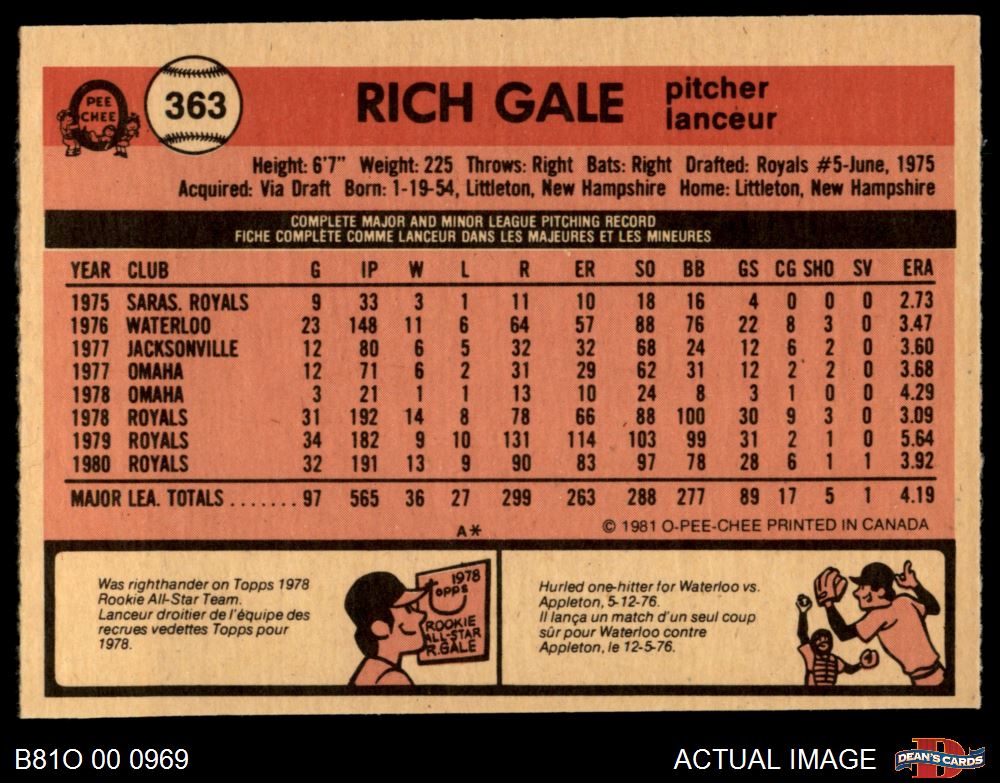 PEE
CHEE
363
RICH GALE
pitcher
lanceur
Height: 6'7" Weight: 225 Throws: Right Bats: Right Drafted: Royals #5-June, 1975
Acquired: Via Draft Born: 1-19-54, Littleton, New Hampshire Home: Littleton, New Hampshire
COMPLETE MAJOR AND MINOR LEAGUE PITCHING RECORD
FICHE COMPLÈTE COMME LANCEUR DANS LES MAJEURES ET LES MINEURES
YEAR CLUB G IP W L R ER SO BB GS CG SHO SV ERA
1975 SARAS. ROYALS 9 33 3 1 11 10 18 16 4 0 0 0 2.73
1976 WATERLOO 23 148 11 6 64 57 88 76 22 8 3 0 3.47
1977 JACKSONVILLE 12 80 6 5 32 32 68 24 12 6 2 0 3.60
1977 OMAHA 12 71 6 2 31 29 62 31 12 2 2 0 3.68
1978 OMAHA 3 21 1 1 13 10 24 8 3 1 0 0 4.29
1978 ROYALS 31 192 14 8 78 66 88 100 30 9 3 0 3.09
1979 ROYALS 34 182 9 10 131 114 103 99 31 2 1 0 5.64
1980 ROYALS 32 191 13 9 90 83 97 78 28 6 1 1 3.92
MAJOR LEA. TOTALS ....... 97 565 36 27 299 263 288 277 89 17 5 1 4.19
A*
© 1981 O-PEE-CHEE PRINTED IN CANADA
Was righthander on Topps 1978
Rookie All-Star Team.
Lanceur droitier de l'équipe des
recrues vedettes Topps pour
1978.
1978
Topps
ROOKIE
ALL-STAR
R.GALE
Hurled one-hitter for Waterloo vs.
Appleton, 5-12-76.
Il lança un match d'un seul coup
sûr pour Waterloo contre
Appleton, le 12-5-76.
B81O 00 0969
ACTUAL IMAGE
DEAN'S CARDS